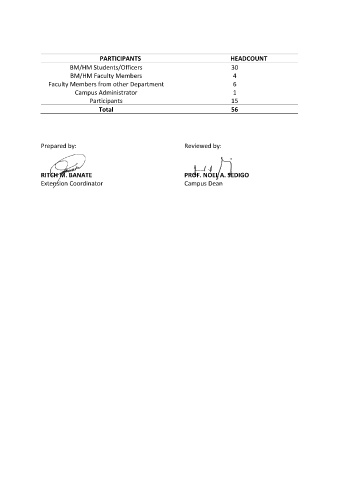 PARTICIPANTS HEADCOUNT
BM/HM Students/Officers 30
BM/HM Faculty Members 4
Faculty Members from other Department 6
Campus Administrator 1
Participants 15
Total 56
Prepared by: Reviewed by:
RITCH M. BANATE PROF. NOEL A. SEDIGO
Extension Coordinator Campus Dean